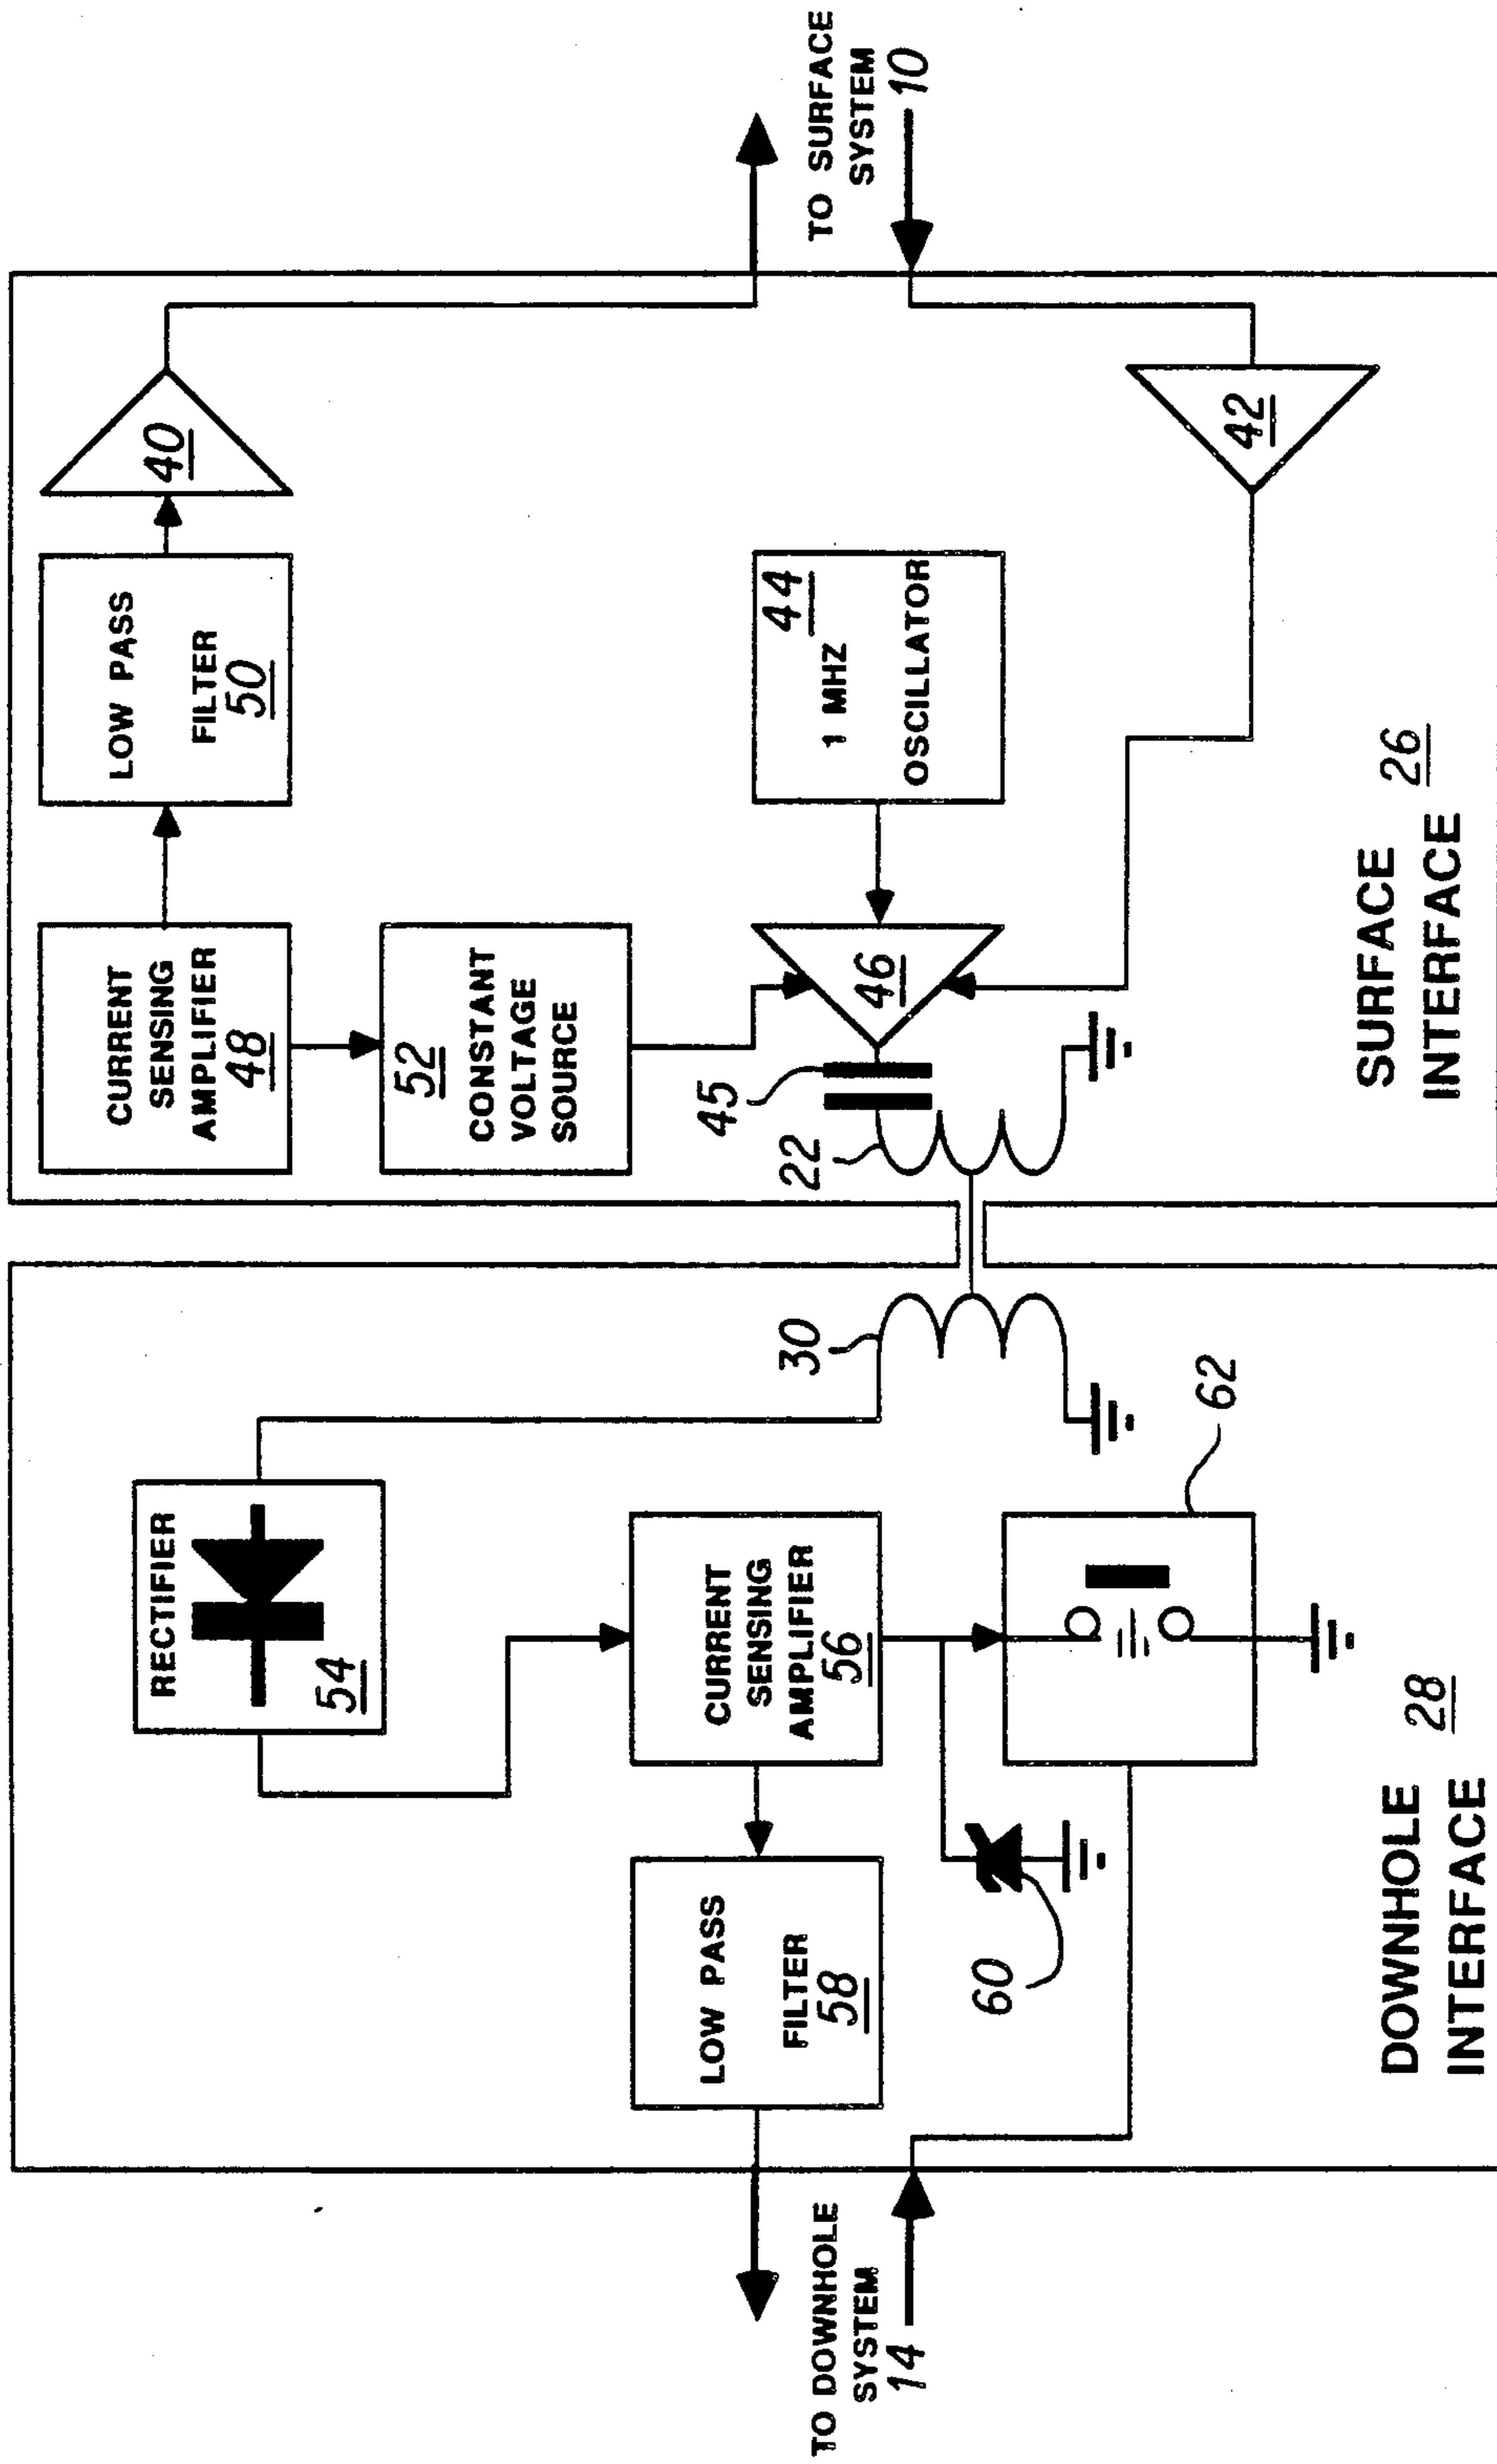 RECTIFIER
54
CURRENT
SENSING
AMPLIFIER
56
LOW PASS
FILTER
58
60
62
30
TO DOWNHOLE
SYSTEM
14
DOWNHOLE
INTERFACE
28
CURRENT
SENSING
AMPLIFIER
48
LOW PASS
FILTER
50
40
52
CONSTANT
VOLTAGE
SOURCE
45
22
46
44
1 MHZ
OSCILLATOR
42
TO SURFACE
SYSTEM
10
SURFACE
INTERFACE
26